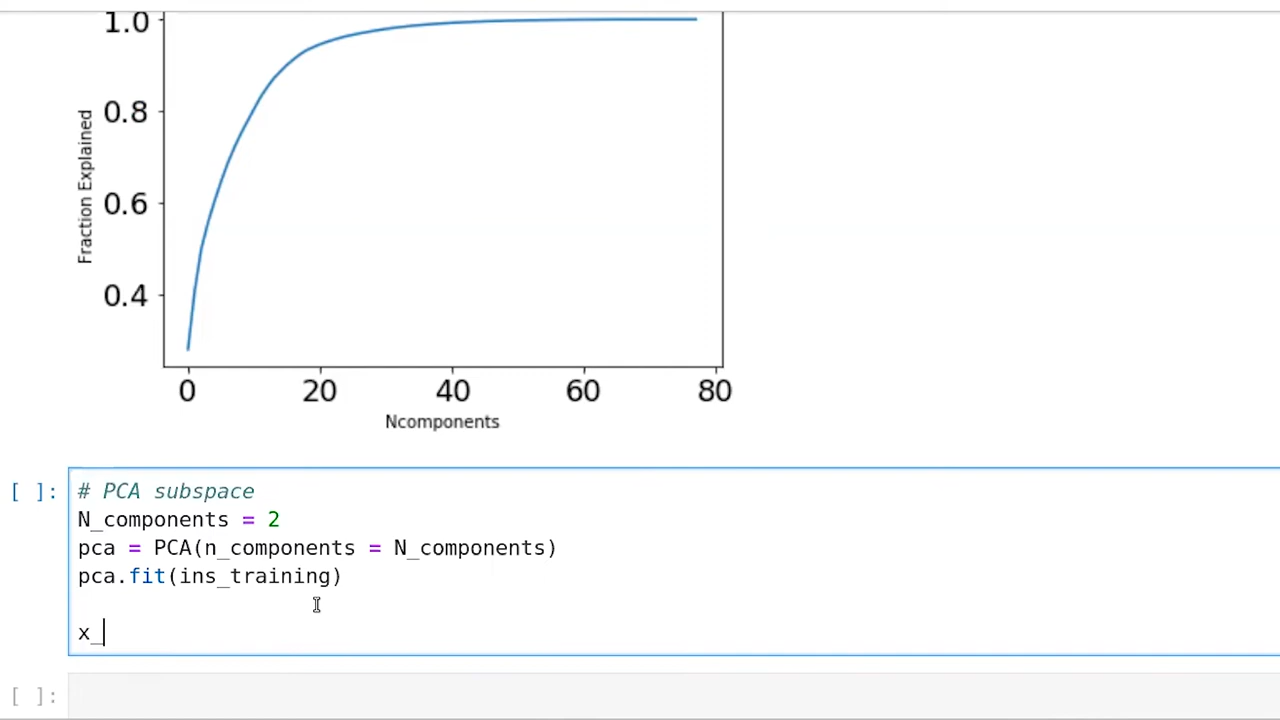 1.0
0.8
0.6
0.4
Fraction Explained
0 20 40 60 80
Ncomponents
[ ]: # PCA subspace
N_components = 2
pca = PCA(n_components = N_components)
pca.fit(ins_training)
x_
[ ]: